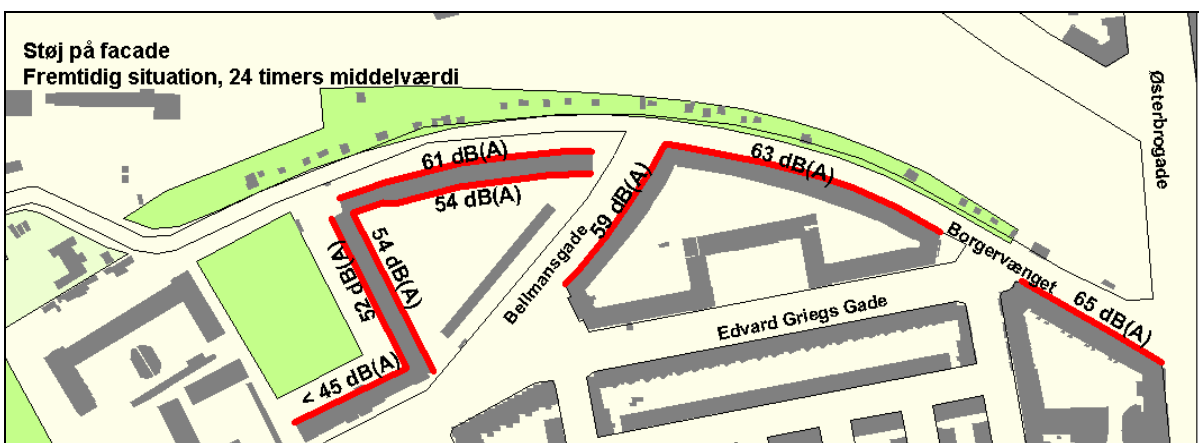 Støj på facade
Fremtidig situation, 24 timers middelværdi
Østerbrogade
61 dB(A)
63 dB(A)
54 dB(A)
59 dB(A)
54 dB(A)
52 dB(A)
Borgervænget
Bellmansgade
65 dB(A)
Edvard Griegs Gade
< 45 dB(A)